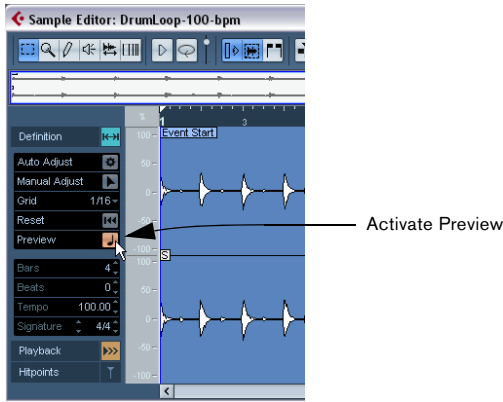 Sample Editor: DrumLoop-100-bpm
%
1
3
Definition
100
Event Start
Auto Adjust
50
Manual Adjust
0
Grid 1/16
Reset
-50
Preview
Activate Preview
-100
100
S
Bars 4
Beats 0
50
Tempo 100.00
Signature 4/4
0
Playback
-50
Hitpoints
-100